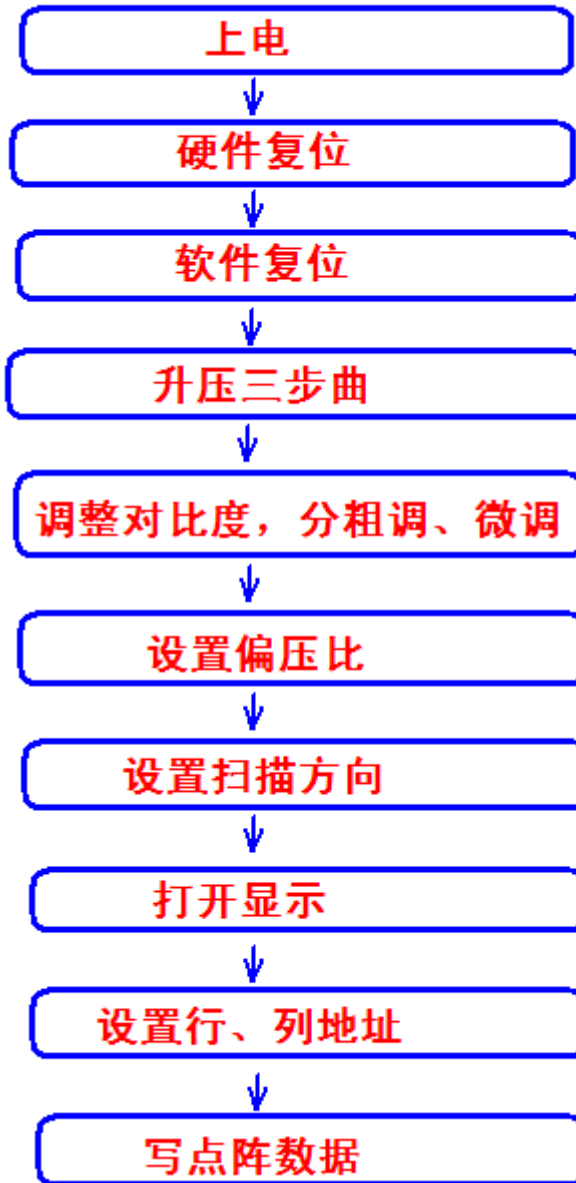 上电
硬件复位
软件复位
升压三步曲
调整对比度，分粗调、微调
设置偏压比
设置扫描方向
打开显示
设置行、列地址
写点阵数据